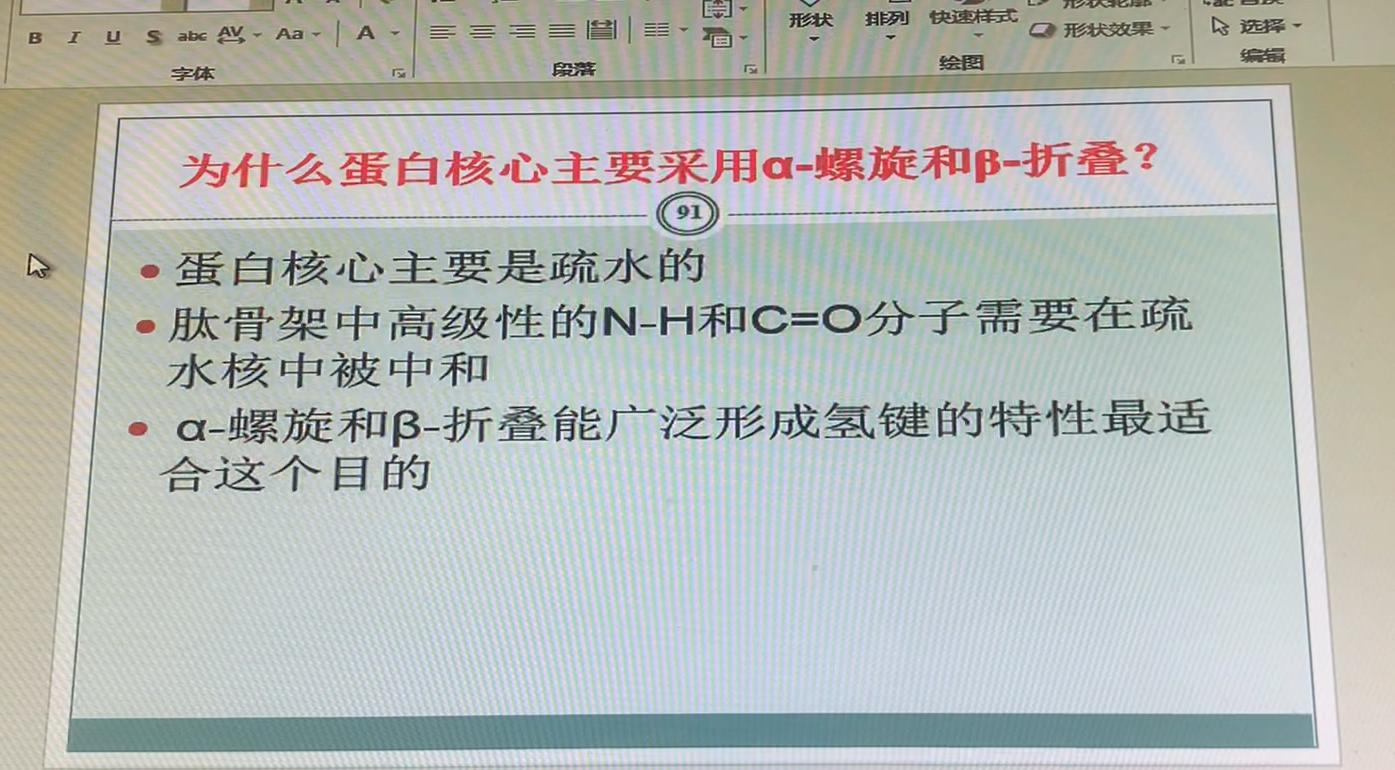 B I U S abc AV Aa A
形状 排列 快速样式
形状效果
选择
字体
段落
绘图
编辑
为什么蛋白核心主要采用α-螺旋和β-折叠？
91
蛋白核心主要是疏水的
肽骨架中高级性的N-H和C=O分子需要在疏
水核中被中和
α-螺旋和β-折叠能广泛形成氢键的特性最适
合这个目的